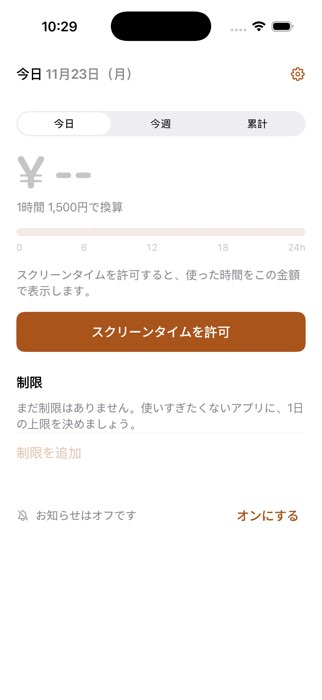 10:29
今日 11月23日（月）
今日 今週 累計
¥ --
1時間 1,500円で換算
0 6 12 18 24h
スクリーンタイムを許可すると、使った時間をこの金額
で表示します。
スクリーンタイムを許可
制限
まだ制限はありません。使いすぎたくないアプリに、1日
の上限を決めましょう。
制限を追加
お知らせはオフです オンにする